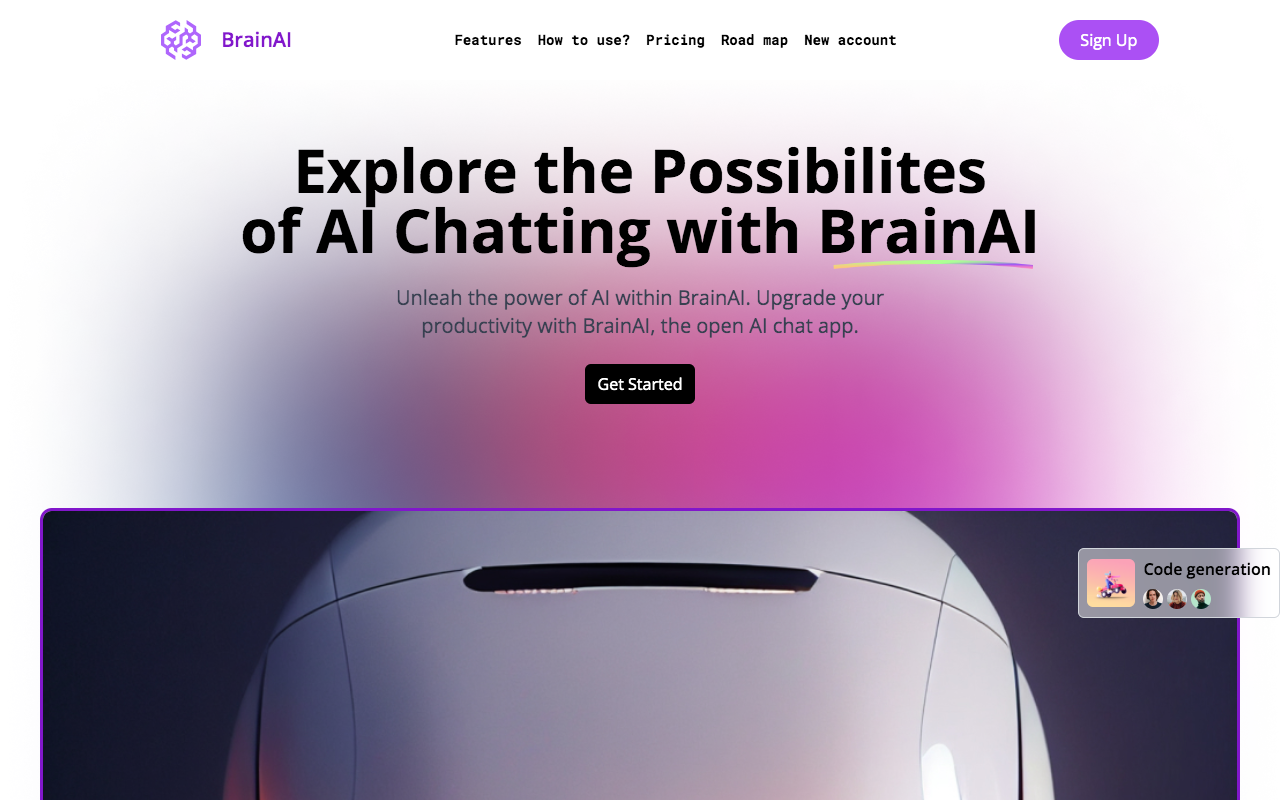 BrainAI
Features How to use? Pricing Road map New account
Sign Up
Explore the Possibilites
of AI Chatting with BrainAI
Unleah the power of AI within BrainAI. Upgrade your
productivity with BrainAI, the open AI chat app.
Get Started
Code generation